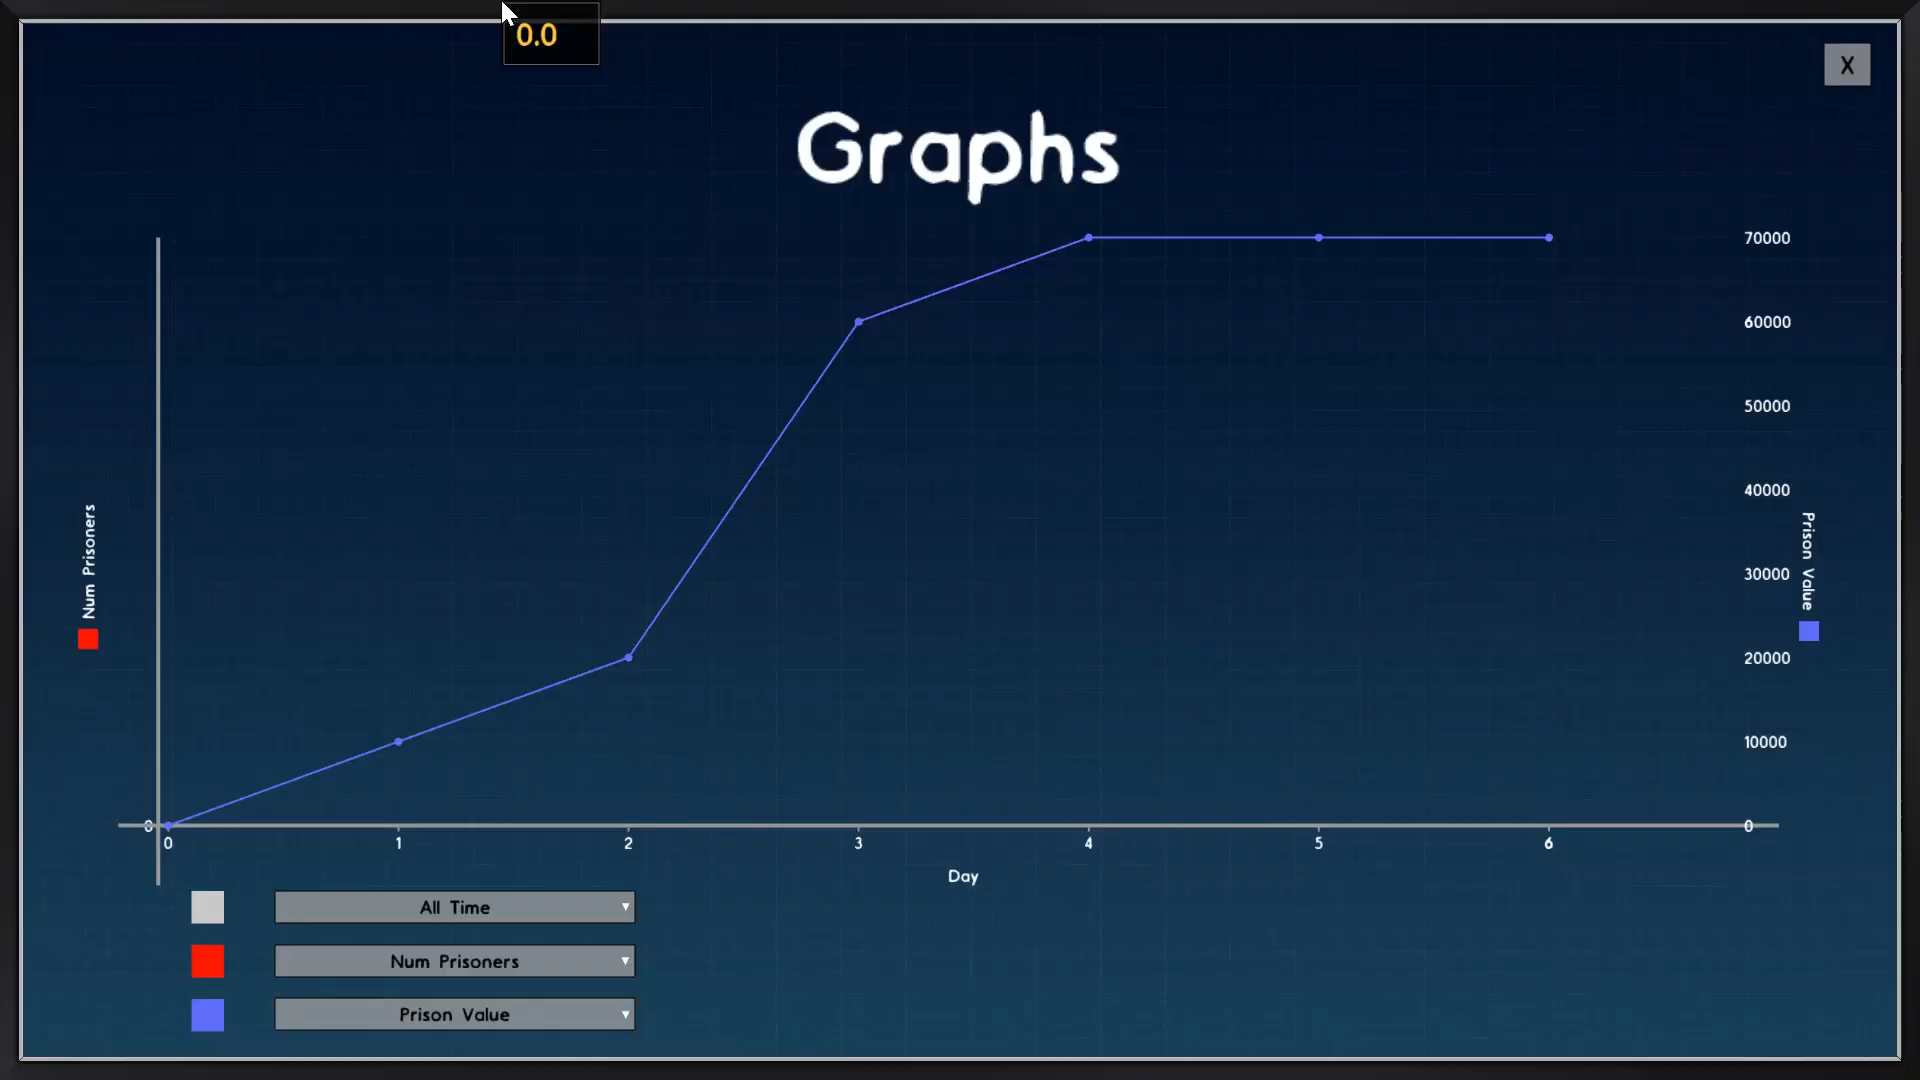 0.0
X
Graphs
70000
60000
50000
40000
30000
20000
10000
0
Num Prisoners
Prison Value
0
0 1 2 3 4 5 6
Day
All Time
Num Prisoners
Prison Value